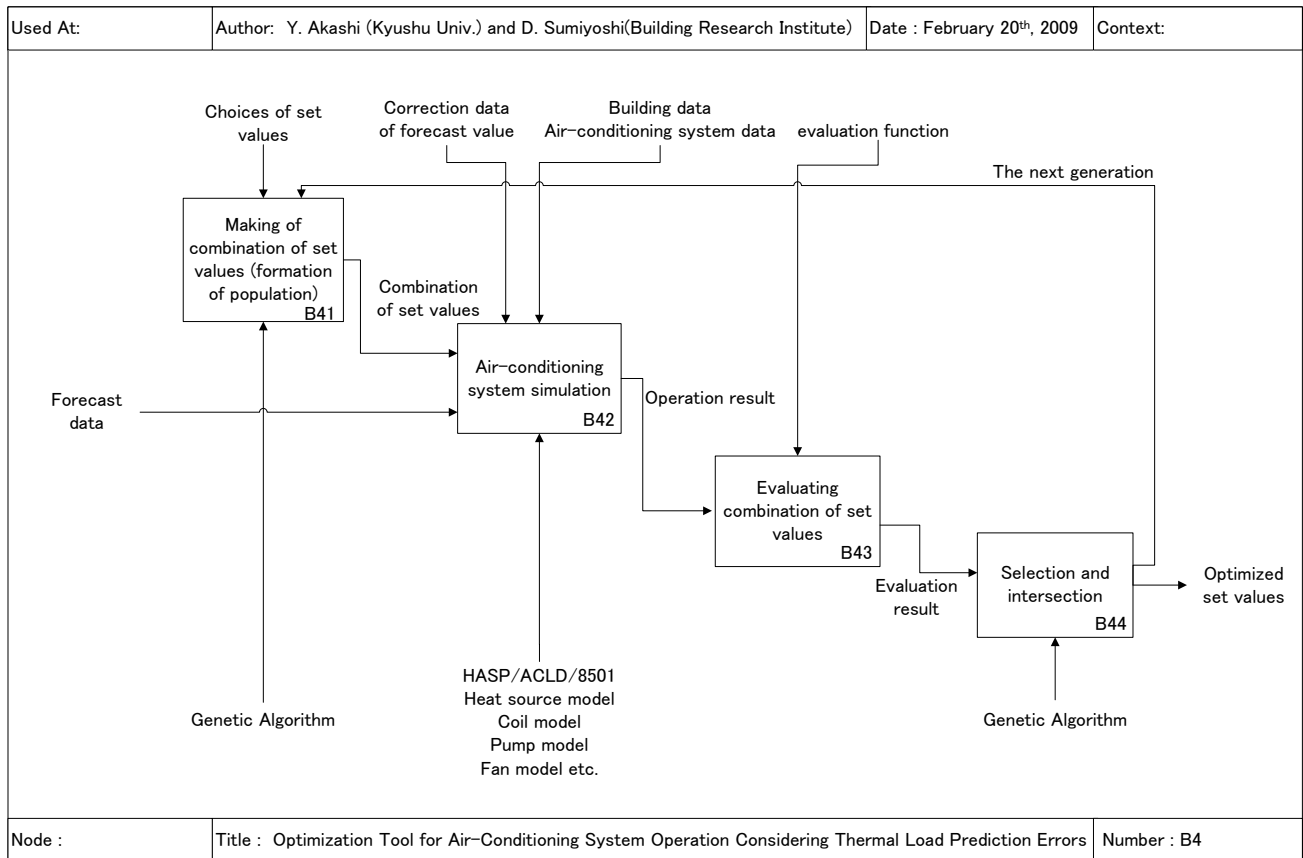 Used At:
Author: Y. Akashi (Kyushu Univ.) and D. Sumiyoshi(Building Research Institute)
Date : February 20th, 2009
Context:
Choices of set
values
Correction data
of forecast value
Building data
Air-conditioning system data
evaluation function
The next generation
Making of
combination of set
values (formation
of population)
B41
Combination
of set values
Air-conditioning
system simulation
B42
Forecast
data
Operation result
Evaluating
combination of set
values
B43
Evaluation
result
Selection and
intersection
B44
Optimized
set values
Genetic Algorithm
HASP/ACLD/8501
Heat source model
Coil model
Pump model
Fan model etc.
Genetic Algorithm
Node :
Title : Optimization Tool for Air-Conditioning System Operation Considering Thermal Load Prediction Errors
Number : B4